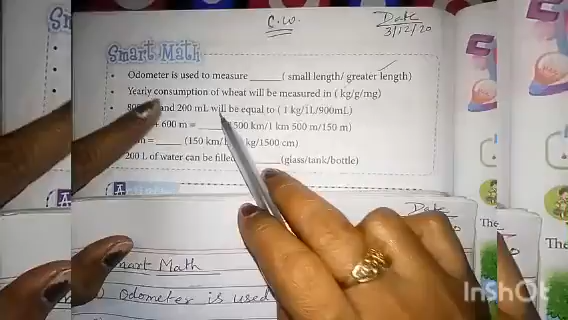 C.W.
Date
3/12/20
Smart Math
Odometer is used to measure ______( small length/ greater length)
Yearly consumption of wheat will be measured in ( kg/g/mg)
and 200 mL will be equal to ( 1 kg/1L/900mL)
+ 600 m = 500 km/1 km 500 m/150 m)
= _____ (150 km/ kg/1500 cm)
200 L of water can be filled (glass/tank/bottle)
Date
The
The
Smart Math
Odometer is used
InShOt